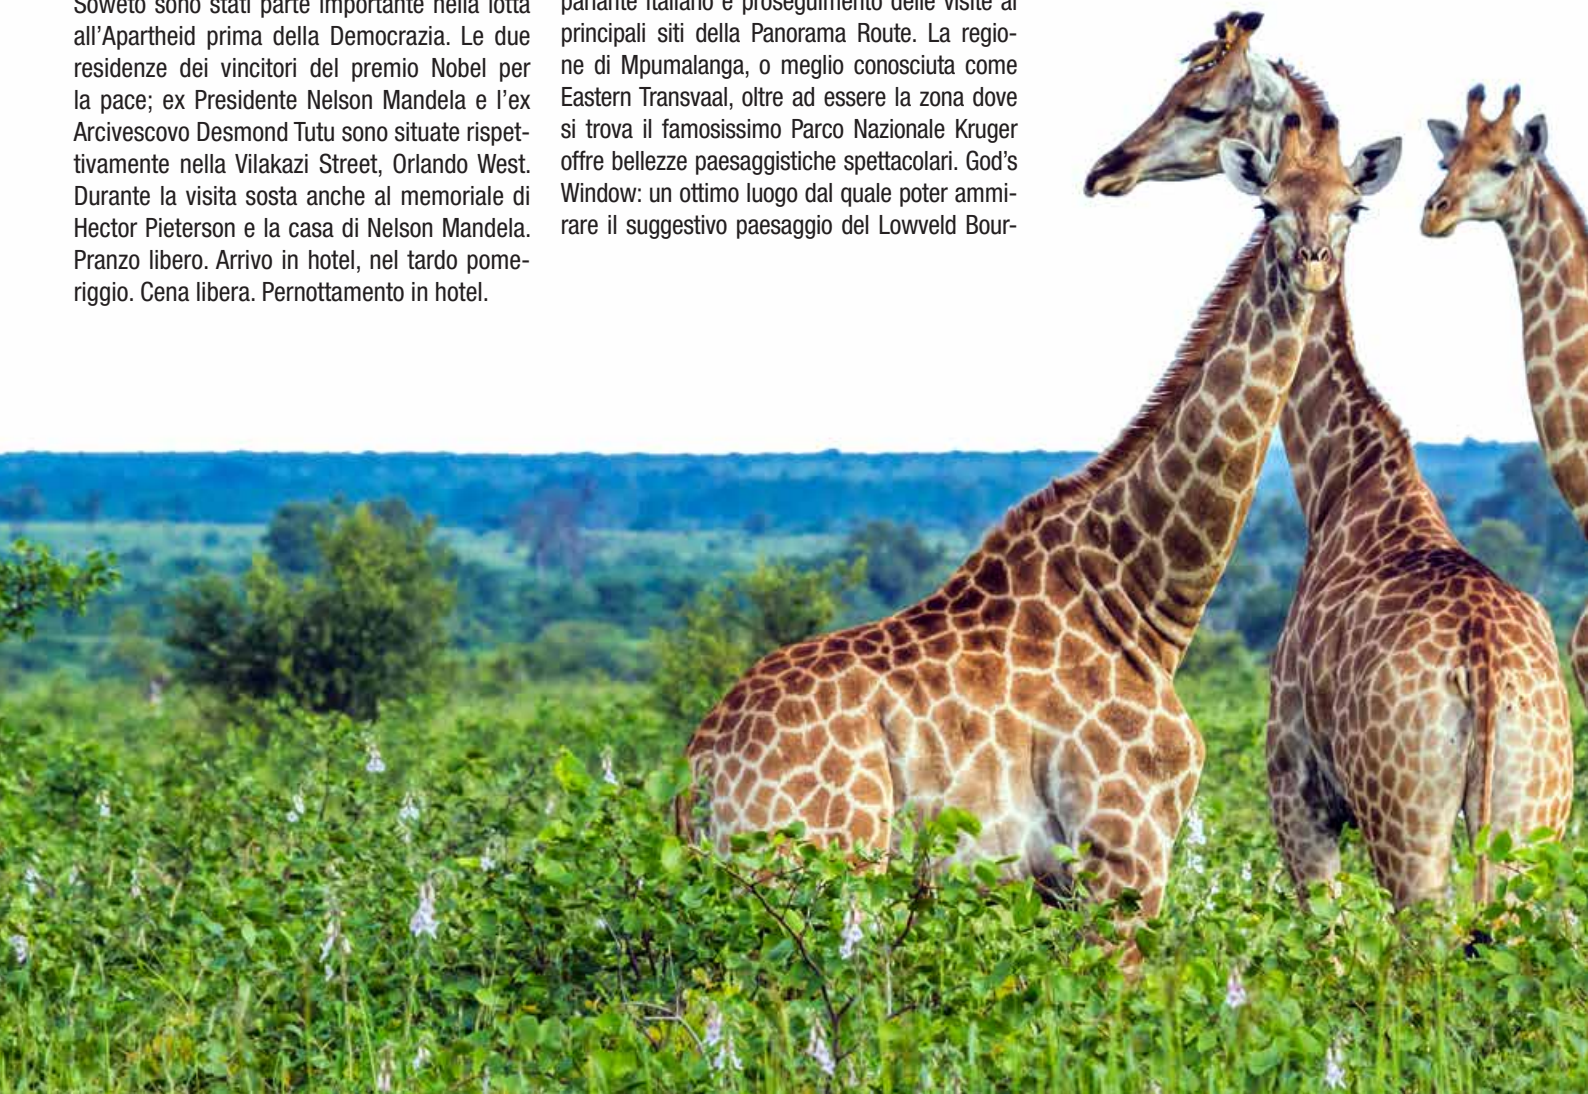 Soweto sono stati parte importante nella lotta
all'Apartheid prima della Democrazia. Le due
residenze dei vincitori del premio Nobel per
la pace; ex Presidente Nelson Mandela e l'ex
Arcivescovo Desmond Tutu sono situate rispet-
tivamente nella Vilakazi Street, Orlando West.
Durante la visita sosta anche al memoriale di
Hector Pieterson e la casa di Nelson Mandela.
Pranzo libero. Arrivo in hotel, nel tardo pome-
riggio. Cena libera. Pernottamento in hotel.
parlante italiano e proseguimento delle visite ai
principali siti della Panorama Route. La regio-
ne di Mpumalanga, o meglio conosciuta come
Eastern Transvaal, oltre ad essere la zona dove
si trova il famosissimo Parco Nazionale Kruger
offre bellezze paesaggistiche spettacolari. God's
Window: un ottimo luogo dal quale poter ammi-
rare il suggestivo paesaggio del Lowveld Bour-